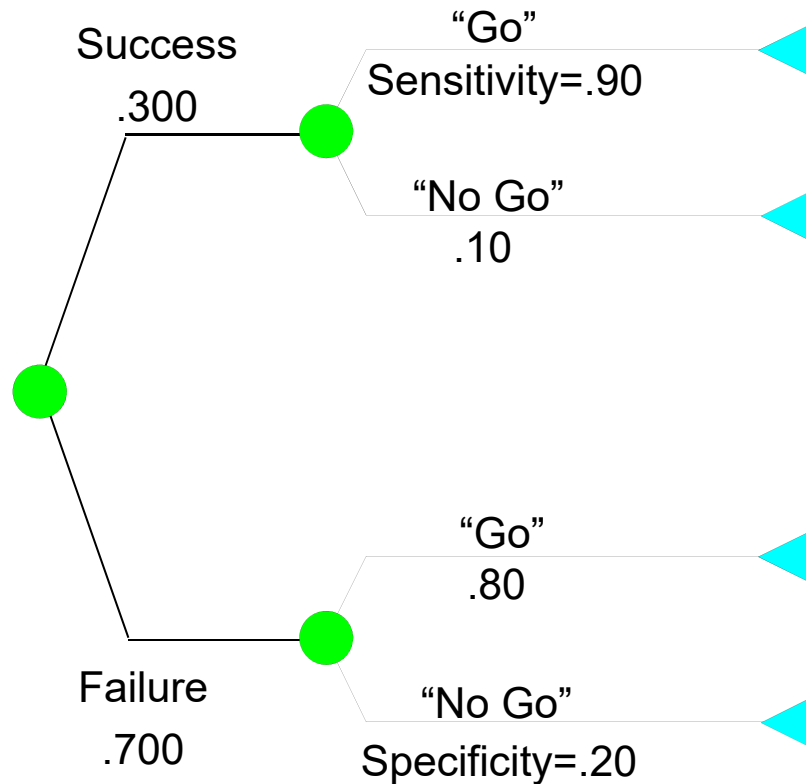 Success
.300
“Go”
Sensitivity=.90
“No Go”
.10
“Go”
.80
Failure
.700
“No Go”
Specificity=.20